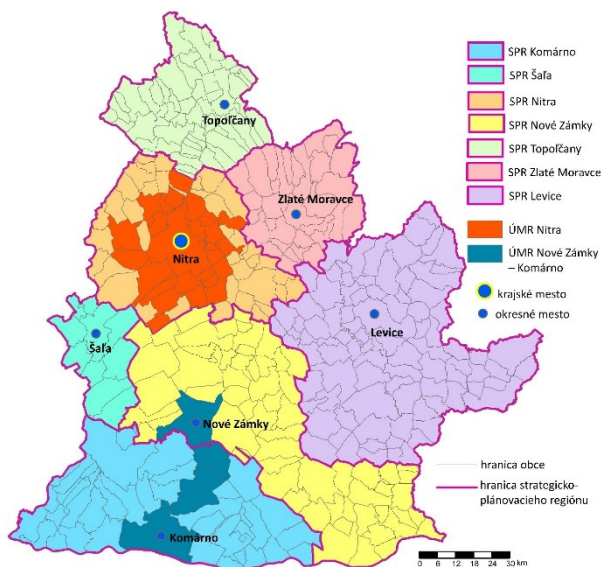 Topoľčany
Zlaté Moravce
Nitra
Šaľa
Levice
Nové Zámky
Komárno
SPR Komárno
SPR Šaľa
SPR Nitra
SPR Nové Zámky
SPR Topoľčany
SPR Zlaté Moravce
SPR Levice
ÚMR Nitra
ÚMR Nové Zámky
– Komárno
krajské mesto
okresné mesto
hranica obce
hranica strategicko-
plánovacieho regiónu
0 6 12 18 24 30 km